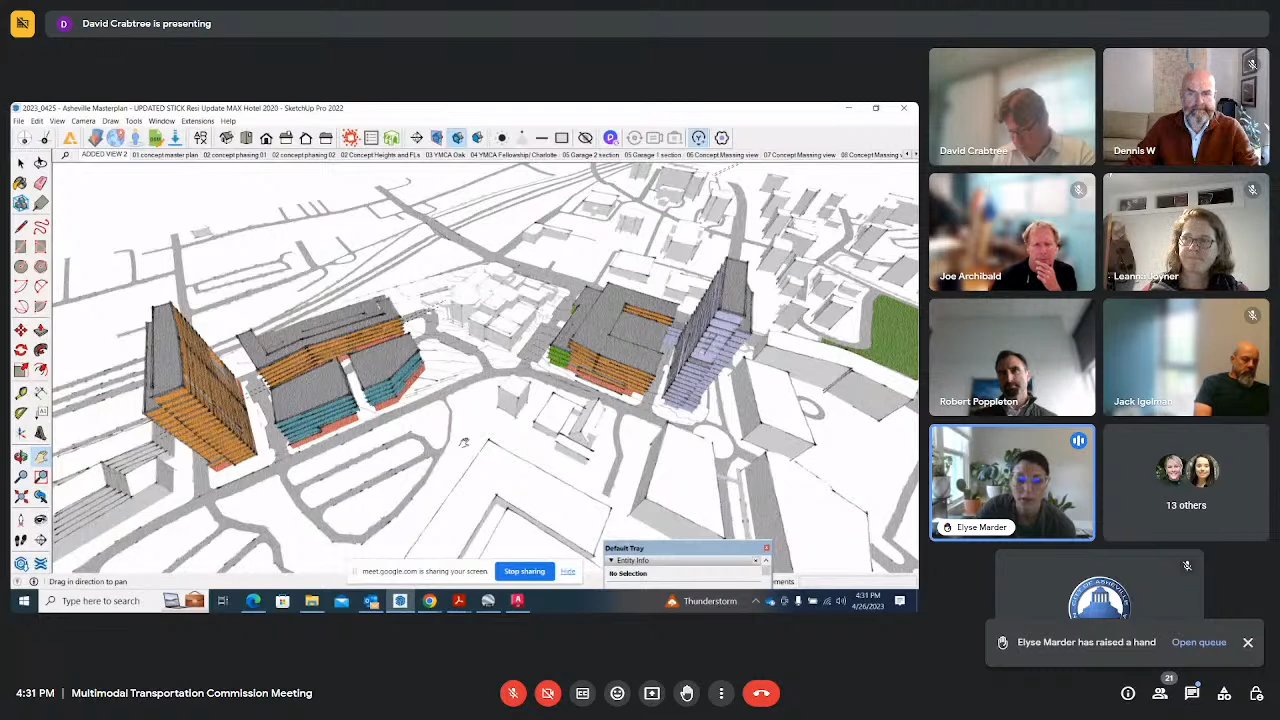 David Crabtree is presenting
D
2023_0425 - Asheville Masterplan - UPDATED STICK Resi Update MAX Hotel 2020 - SketchUp Pro 2022
File Edit View Camera Draw Tools Window Extensions Help
ADDED VIEW 2 01 concept master plan 02 concept phasing 01 02 concept phasing 02 02 Concept Heights and FLs 03 YMCA Oak 04 YMCA Fellowship/ Charlotte 05 Garage 2 section 05 Garage 1 section 06 Concept Massing view 07 Concept Massing view 08 Concept Massing
David Crabtree
Dennis W
Joe Archibald
Leanna Joyner
Robert Poppleton
Jack Igelman
Elyse Marder
13 others
Default Tray
Entity Info
No Selection
meet.google.com is sharing your screen.
Stop sharing
Hide
Drag in direction to pan
Type here to search
Thunderstorm
4:31 PM
4/26/2023
Elyse Marder has raised a hand
Open queue
4:31 PM | Multimodal Transportation Commission Meeting
21